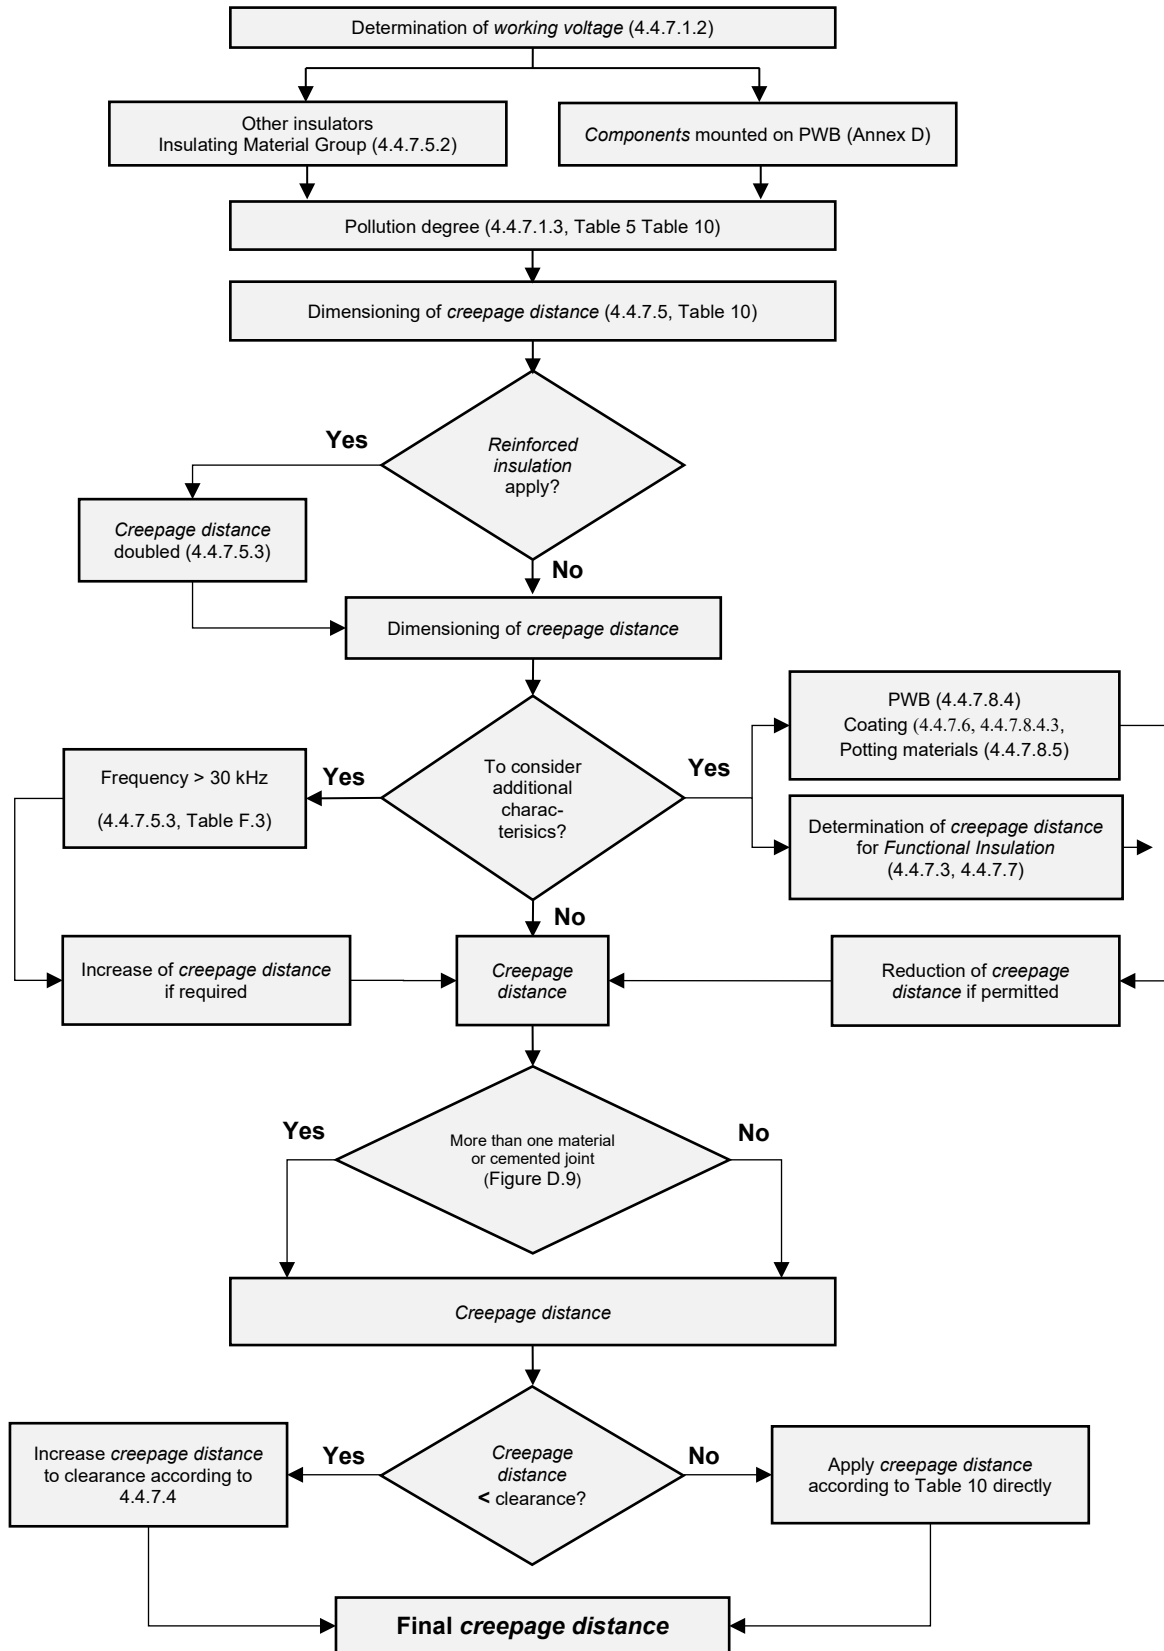 Determination of working voltage (4.4.7.1.2)
Other insulators
Insulating Material Group (4.4.7.5.2)
Components mounted on PWB (Annex D)
Pollution degree (4.4.7.1.3, Table 5 Table 10)
Dimensioning of creepage distance (4.4.7.5, Table 10)
Yes
Reinforced
insulation
apply?
Creepage distance
doubled (4.4.7.5.3)
No
Dimensioning of creepage distance
PWB (4.4.7.8.4)
Coating (4.4.7.6, 4.4.7.8.4.3,
Potting materials (4.4.7.8.5)
Frequency > 30 kHz
(4.4.7.5.3, Table F.3)
Yes
To consider
additional
charac-
terisics?
Yes
Determination of creepage distance
for Functional Insulation
(4.4.7.3, 4.4.7.7)
No
Increase of creepage distance
if required
Creepage
distance
Reduction of creepage
distance if permitted
Yes
More than one material
or cemented joint
(Figure D.9)
No
Creepage distance
Increase creepage distance
to clearance according to
4.4.7.4
Yes
Creepage
distance
< clearance?
No
Apply creepage distance
according to Table 10 directly
Final creepage distance